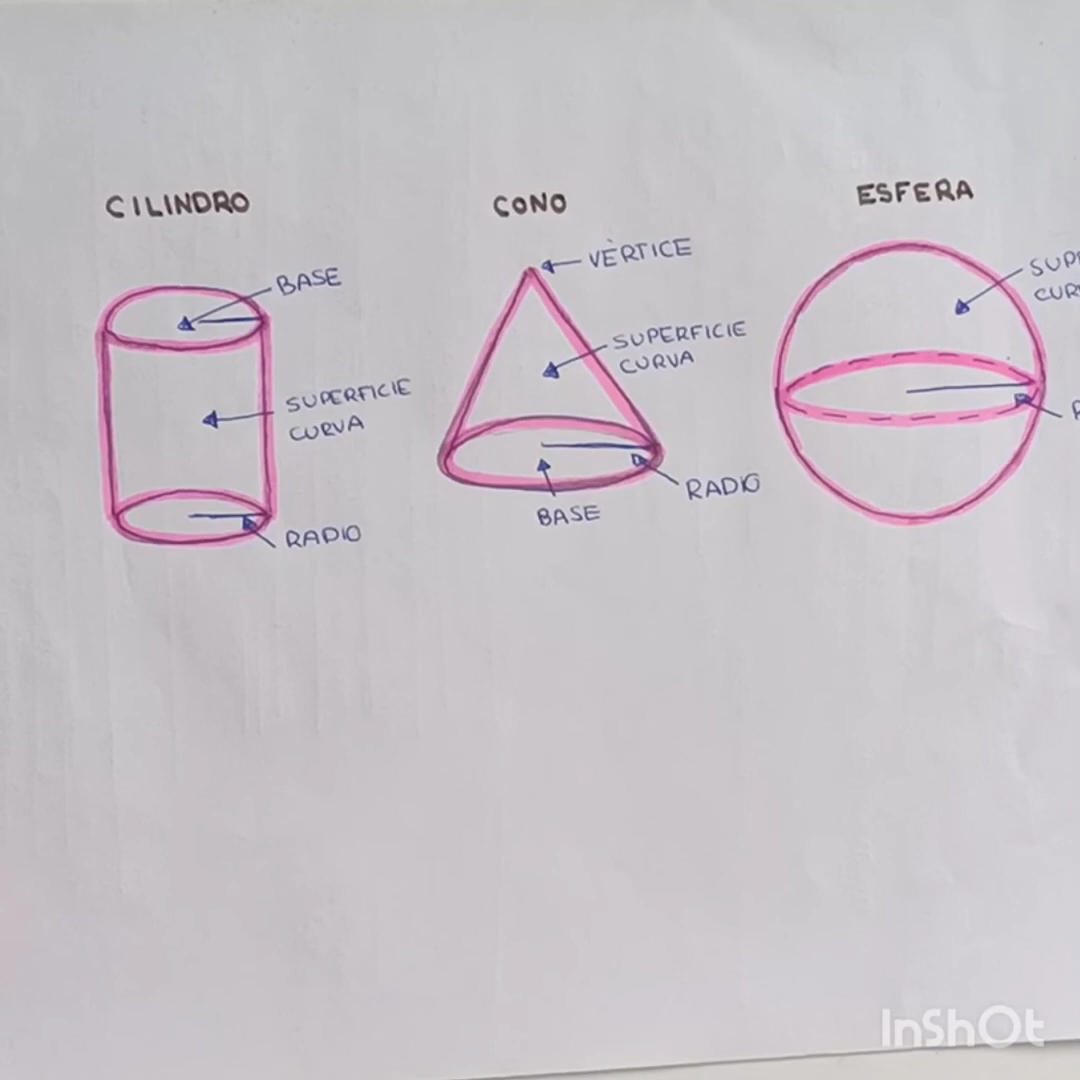 CILINDRO
BASE
SUPERFICIE
CURVA
RADIO
CONO
VÈRTICE
SUPERFICIE
CURVA
RADIO
BASE
ESFERA
InShOt